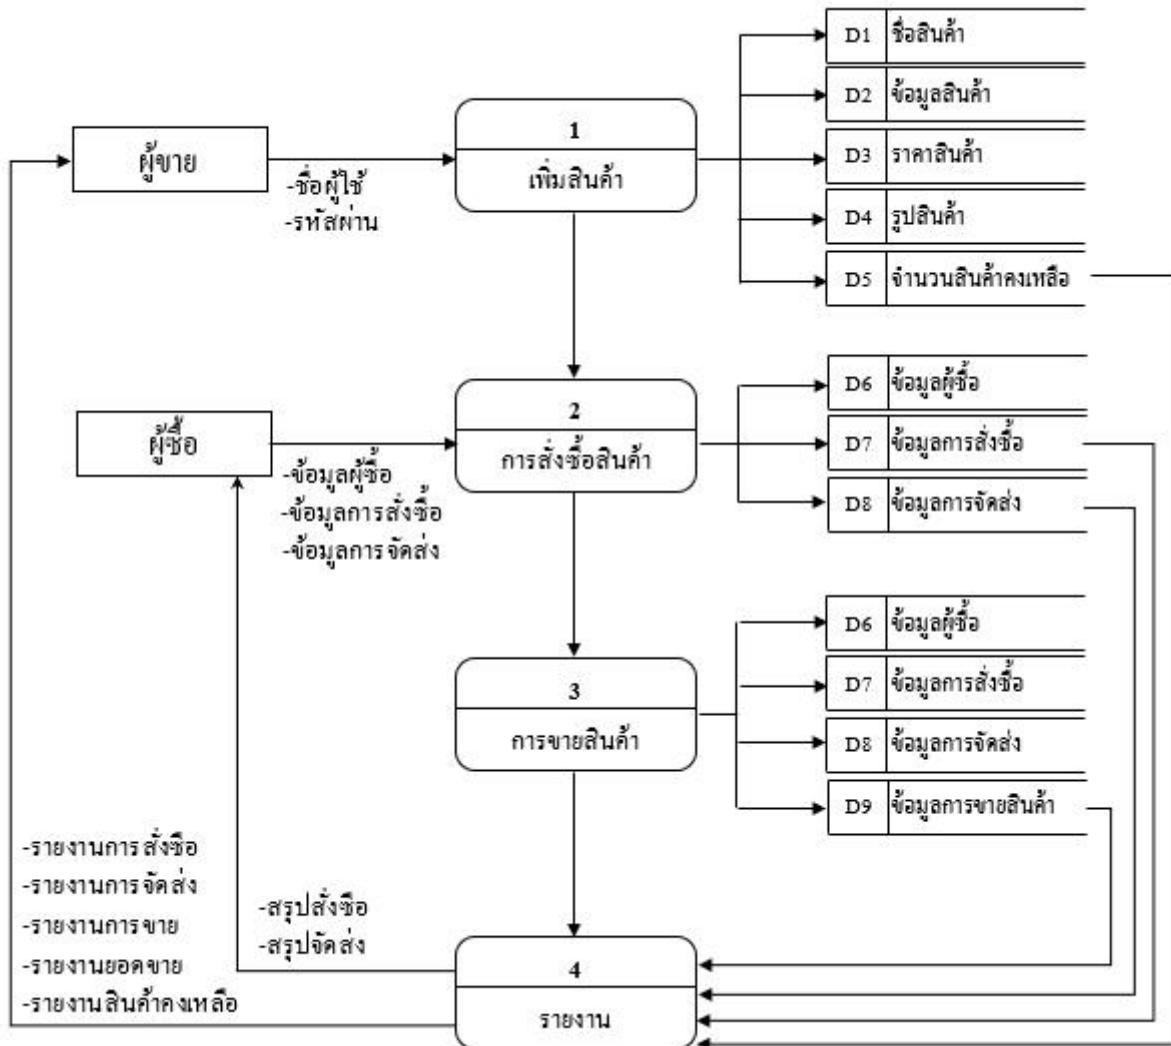 D1 ชื่อสินค้า
D2 ข้อมูลสินค้า
D3 ราคาสินค้า
D4 รูปสินค้า
D5 จำนวนสินค้าคงเหลือ
ผู้ขาย
-ชื่อผู้ใช้
-รหัสผ่าน
1
เพิ่มสินค้า
ผู้ซื้อ
-ข้อมูลผู้ซื้อ
-ข้อมูลการสั่งซื้อ
-ข้อมูลการจัดส่ง
2
การสั่งซื้อสินค้า
D6 ข้อมูลผู้ซื้อ
D7 ข้อมูลการสั่งซื้อ
D8 ข้อมูลการจัดส่ง
3
การขายสินค้า
D6 ข้อมูลผู้ซื้อ
D7 ข้อมูลการสั่งซื้อ
D8 ข้อมูลการจัดส่ง
D9 ข้อมูลการขายสินค้า
-รายงานการสั่งซือ
-รายงานการจัดส่ง
-รายงานการขาย
-รายงานยอดขาย
-รายงานสินค้าคงเหลือ
-สรุปสั่งซือ
-สรุปจัดส่ง
4
รายงาน